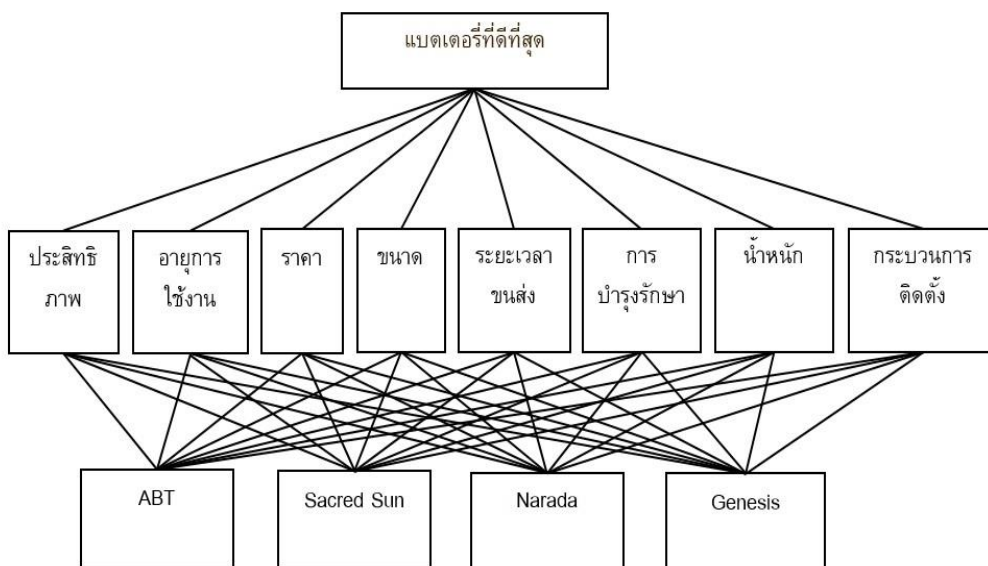 แบตเตอรี่ที่ดีที่สุด
ประสิทธิ
ภาพ
อายุการ
ใช้งาน
ราคา
ขนาด
ระยะเวลา
ขนส่ง
การ
บำรุงรักษา
น้ำหนัก
กระบวนการ
ติดตั้ง
ABT
Sacred Sun
Narada
Genesis